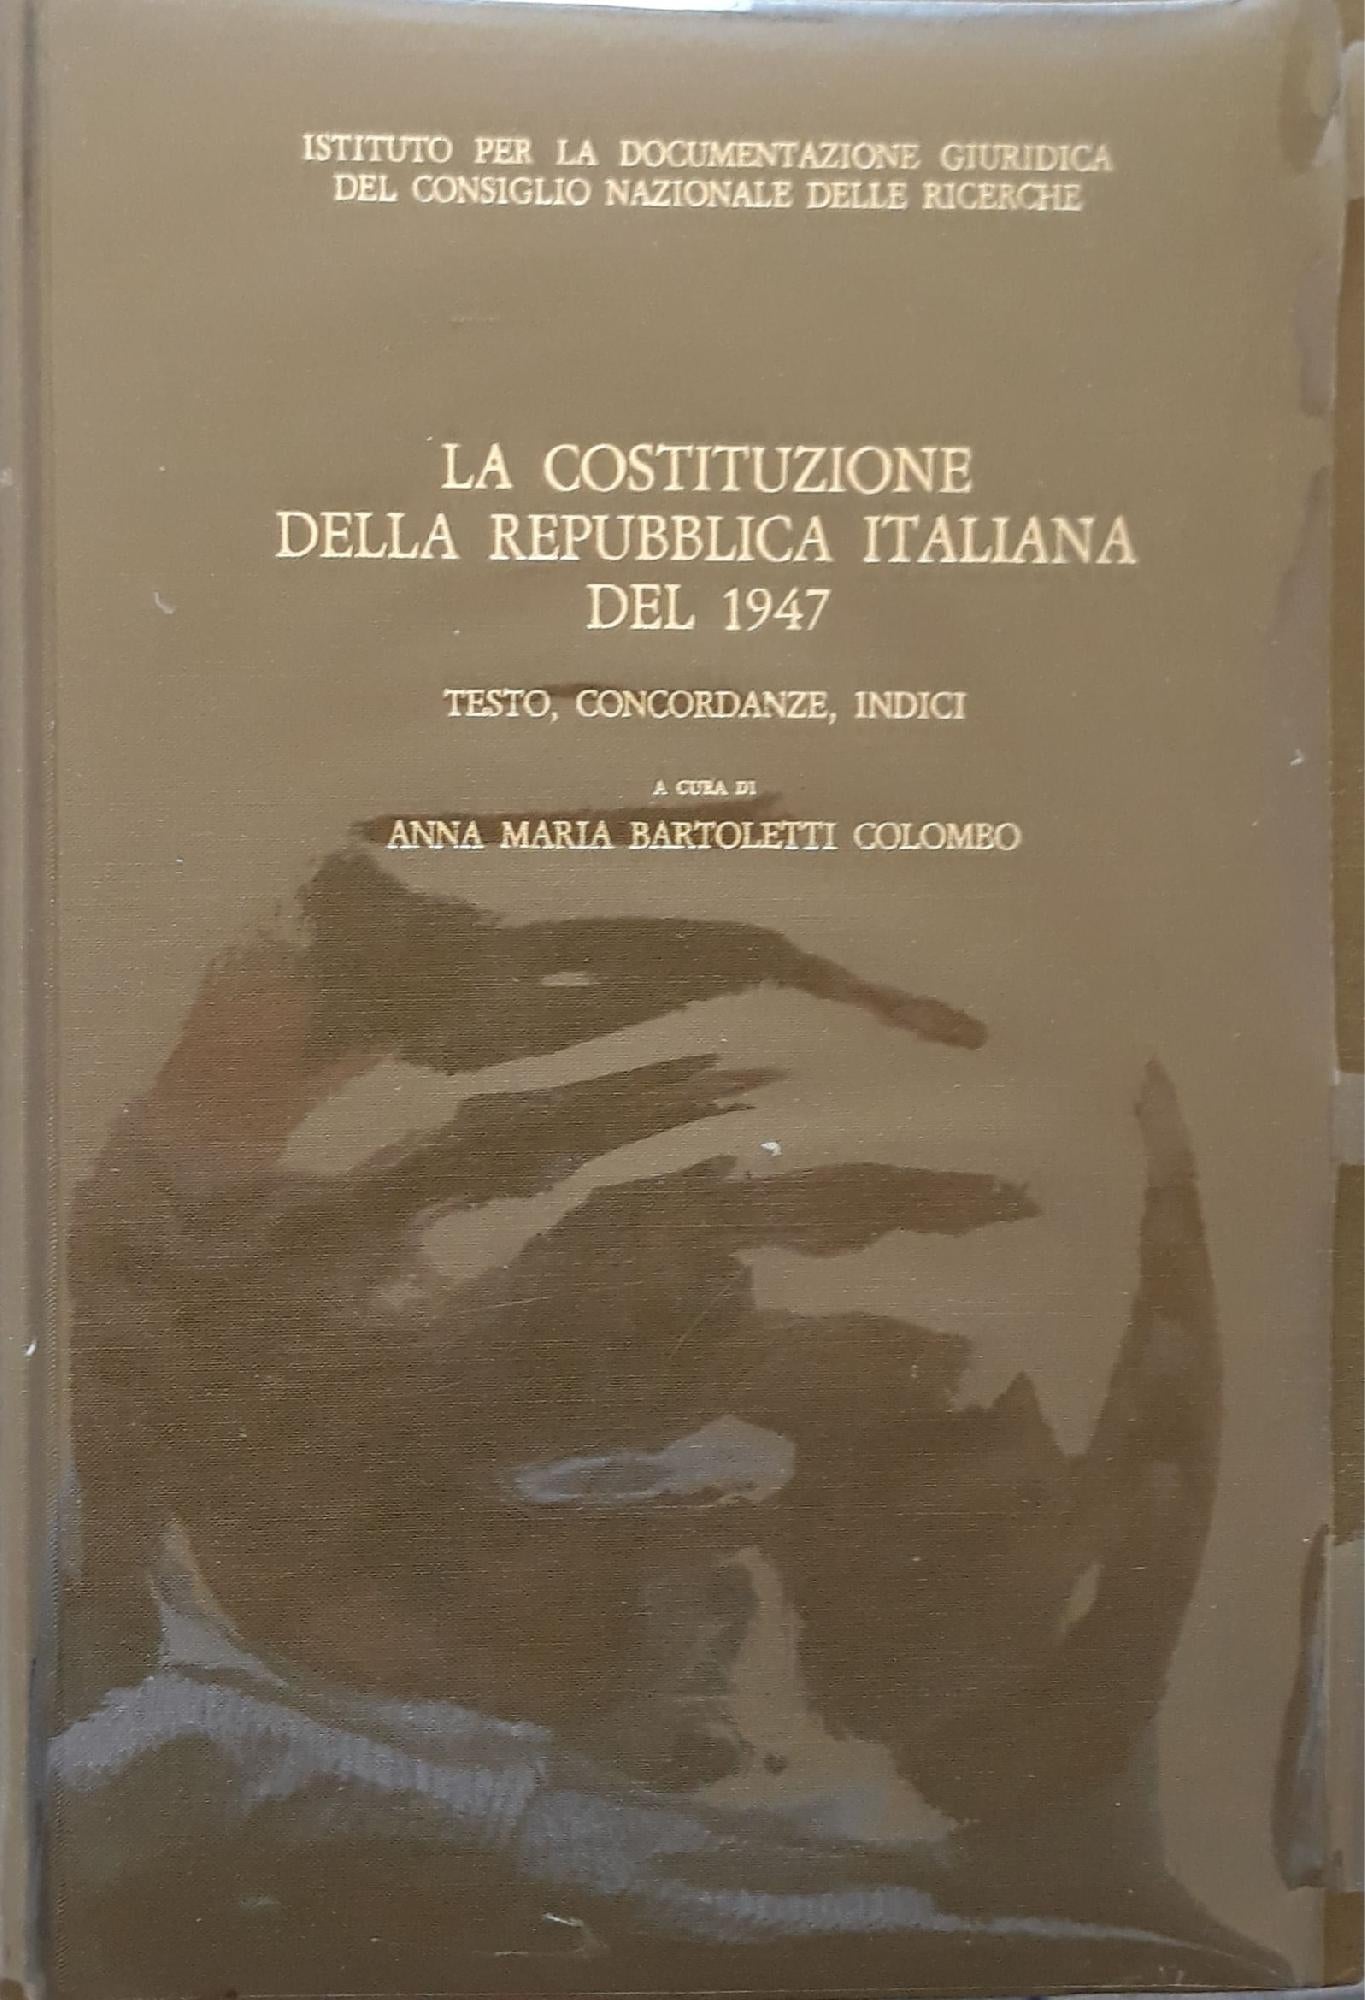 ISTITUTO PER LA DOCUMENTAZIONE GIURIDICA
DEL CONSIGLIO NAZIONALE DELLE RICERCHE
LA COSTITUZIONE
DELLA REPUBBLICA ITALIANA
DEL 1947
TESTO, CONCORDANZE, INDICI
A CURA DI
ANNA MARIA BARTOLETTI COLOMBO